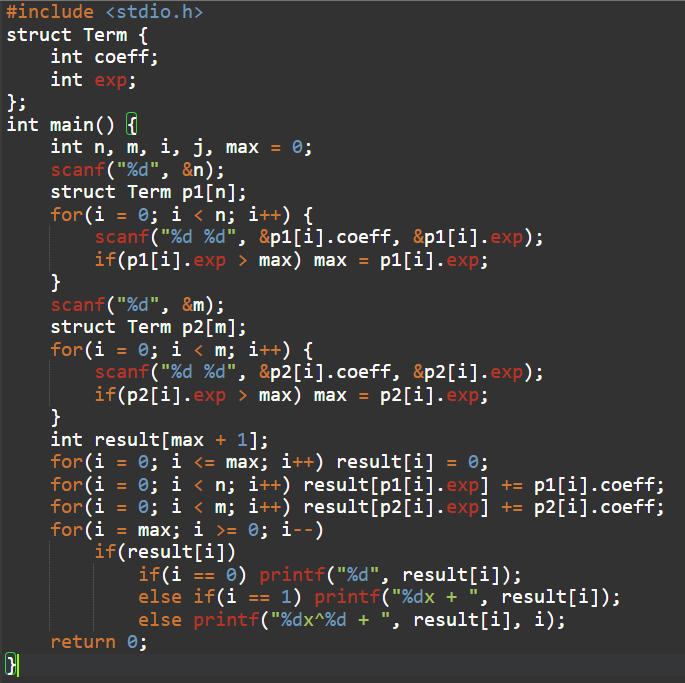 #include <stdio.h>
struct Term {
    int coeff;
    int exp;
};
int main() {
    int n, m, i, j, max = 0;
    scanf("%d", &n);
    struct Term p1[n];
    for(i = 0; i < n; i++) {
        scanf("%d %d", &p1[i].coeff, &p1[i].exp);
        if(p1[i].exp > max) max = p1[i].exp;
    }
    scanf("%d", &m);
    struct Term p2[m];
    for(i = 0; i < m; i++) {
        scanf("%d %d", &p2[i].coeff, &p2[i].exp);
        if(p2[i].exp > max) max = p2[i].exp;
    }
    int result[max + 1];
    for(i = 0; i <= max; i++) result[i] = 0;
    for(i = 0; i < n; i++) result[p1[i].exp] += p1[i].coeff;
    for(i = 0; i < m; i++) result[p2[i].exp] += p2[i].coeff;
    for(i = max; i >= 0; i--)
        if(result[i])
            if(i == 0) printf("%d", result[i]);
            else if(i == 1) printf("%dx + ", result[i]);
            else printf("%dx^%d + ", result[i], i);
    return 0;
}